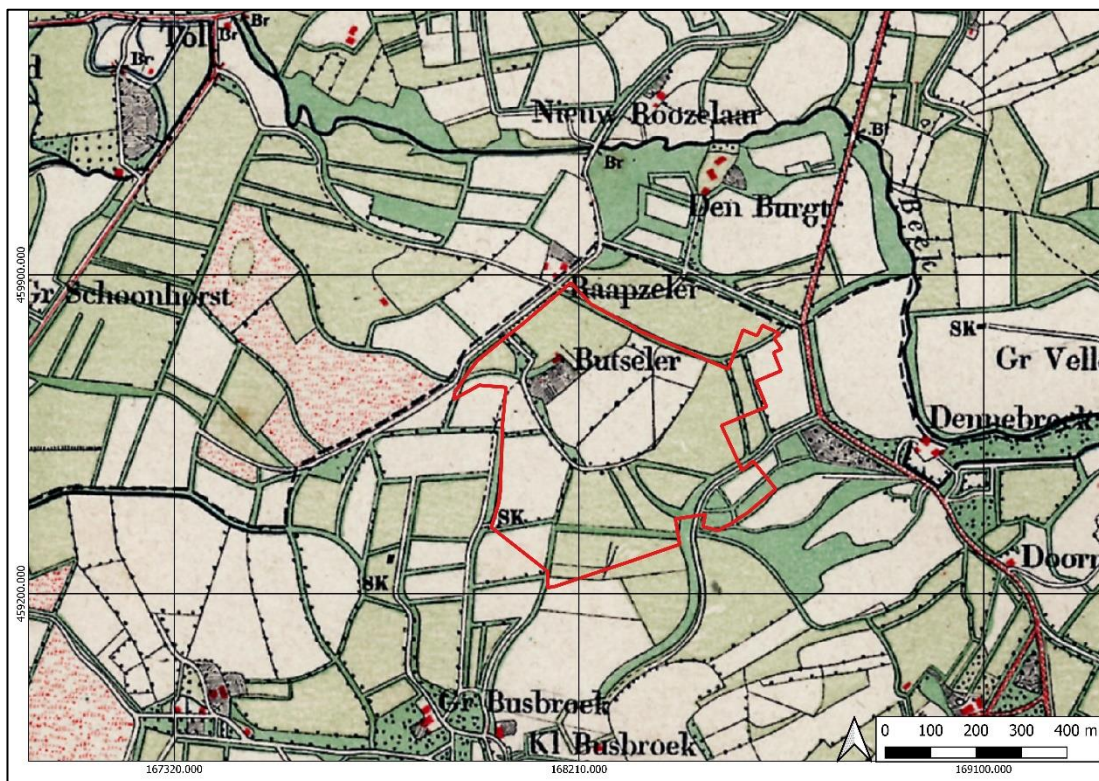 Br
Toll
Br
Br
Nieuw Roozelaar
Br
Br
Den Burgt
Beek
459900.000
Gr Schoonhorst
Raapzeler
SK
Butseler
Gr Velle
Dennebroek
SK
SK
Doorn
459200.000
Gr Busbroek
Kl Busbroek
0 100 200 300 400 m
167320.000
168210.000
169100.000